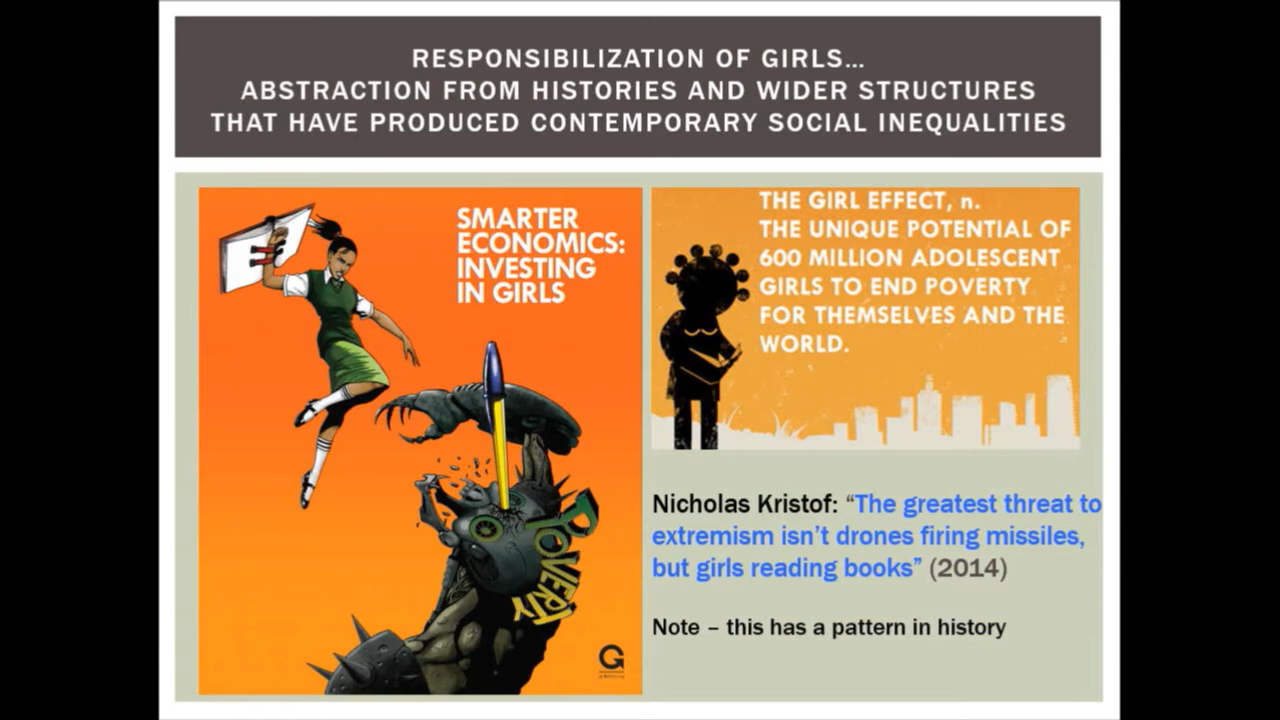 RESPONSIBILIZATION OF GIRLS…
ABSTRACTION FROM HISTORIES AND WIDER STRUCTURES
THAT HAVE PRODUCED CONTEMPORARY SOCIAL INEQUALITIES
SMARTER
ECONOMICS:
INVESTING
IN GIRLS
POVERTY
G
THE GIRL EFFECT, n.
THE UNIQUE POTENTIAL OF
600 MILLION ADOLESCENT
GIRLS TO END POVERTY
FOR THEMSELVES AND THE
WORLD.
Nicholas Kristof: “The greatest threat to
extremism isn’t drones firing missiles,
but girls reading books” (2014)
Note – this has a pattern in history